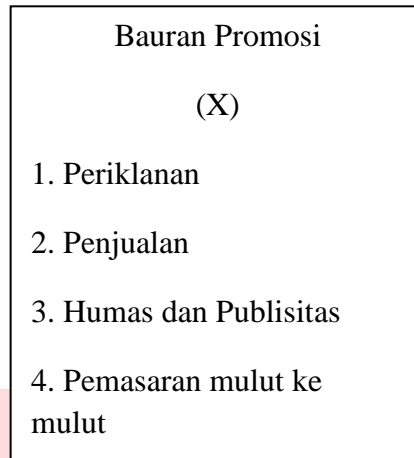 Bauran Promosi
(X)
1. Periklanan
2. Penjualan
3. Humas dan Publisitas
4. Pemasaran mulut ke
mulut